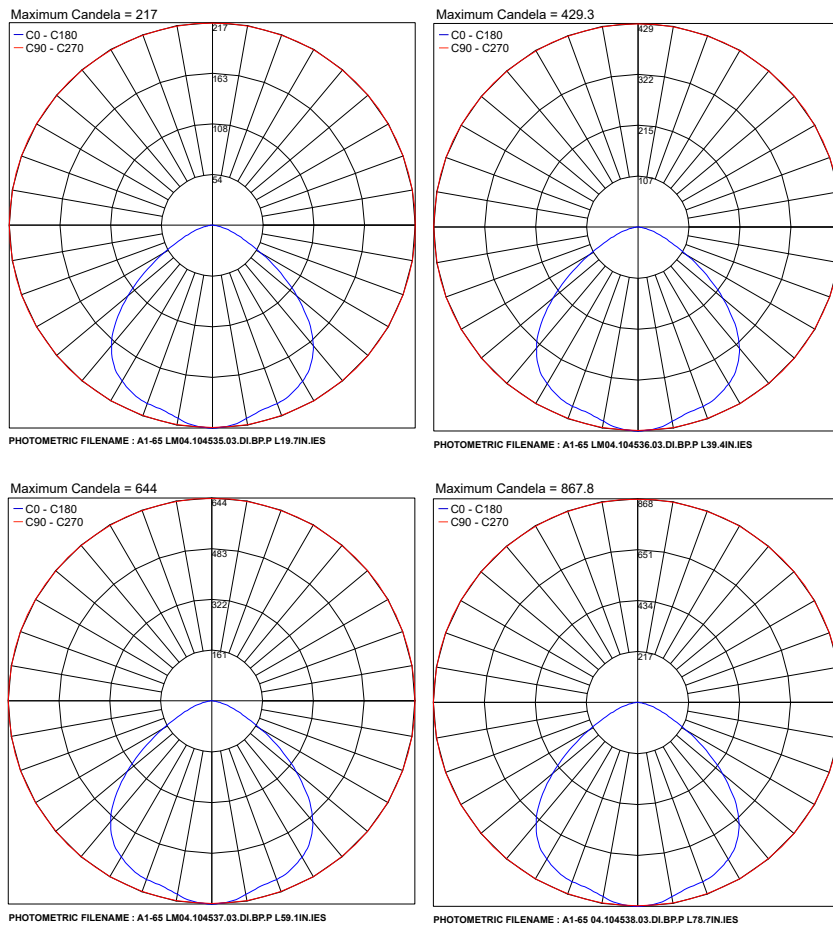 Maximum Candela = 217
C0 - C180
C90 - C270
217
163
108
54
PHOTOMETRIC FILENAME : A1-65 LM04.104535.03.DI.BP.P L19.7IN.IES
Maximum Candela = 429.3
C0 - C180
C90 - C270
429
322
215
107
PHOTOMETRIC FILENAME : A1-65 LM04.104536.03.DI.BP.P L39.4IN.IES
Maximum Candela = 644
C0 - C180
C90 - C270
644
483
322
161
PHOTOMETRIC FILENAME : A1-65 LM04.104537.03.DI.BP.P L59.1IN.IES
Maximum Candela = 867.8
C0 - C180
C90 - C270
868
651
434
217
PHOTOMETRIC FILENAME : A1-65 04.104538.03.DI.BP.P L78.7IN.IES